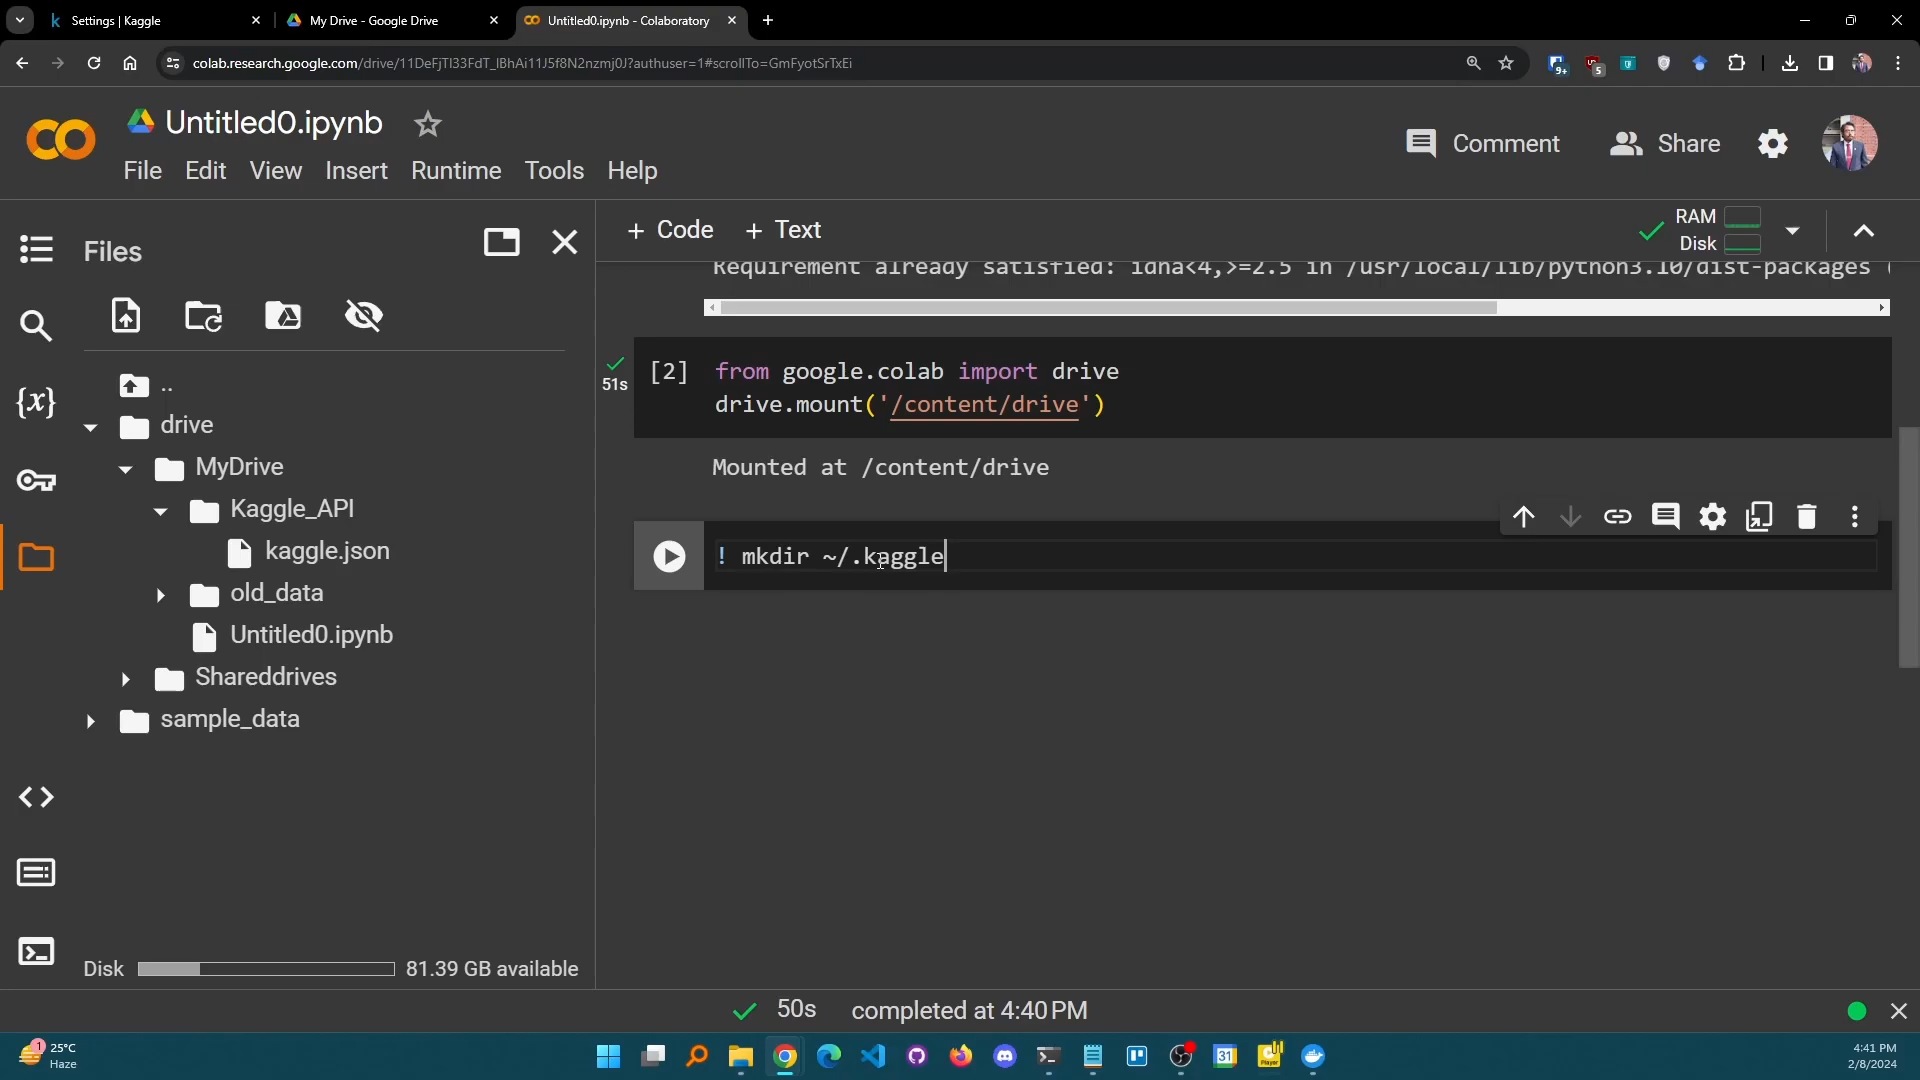 Settings | Kaggle
My Drive - Google Drive
Untitled0.ipynb - Colaboratory
colab.research.google.com/drive/11DeFjTI33FdT_IBhAi11J5f8N2nzmj0J?authuser=1#scrollTo=GmFyotSrTxEi
9+
5
Untitled0.ipynb
File Edit View Insert Runtime Tools Help
Comment
Share
Files
+ Code + Text
RAM
Disk
Requirement already satisfied: idna<4,>=2.5 in /usr/local/lib/python3.10/dist-packages (
{x}
..
drive
MyDrive
Kaggle_API
kaggle.json
old_data
Untitled0.ipynb
Shareddrives
sample_data
51s
[2] from google.colab import drive
drive.mount('/content/drive')
Mounted at /content/drive
! mkdir ~/.kaggle
Disk 81.39 GB available
50s completed at 4:40 PM
1
25°C
Haze
31
4:41 PM
2/8/2024